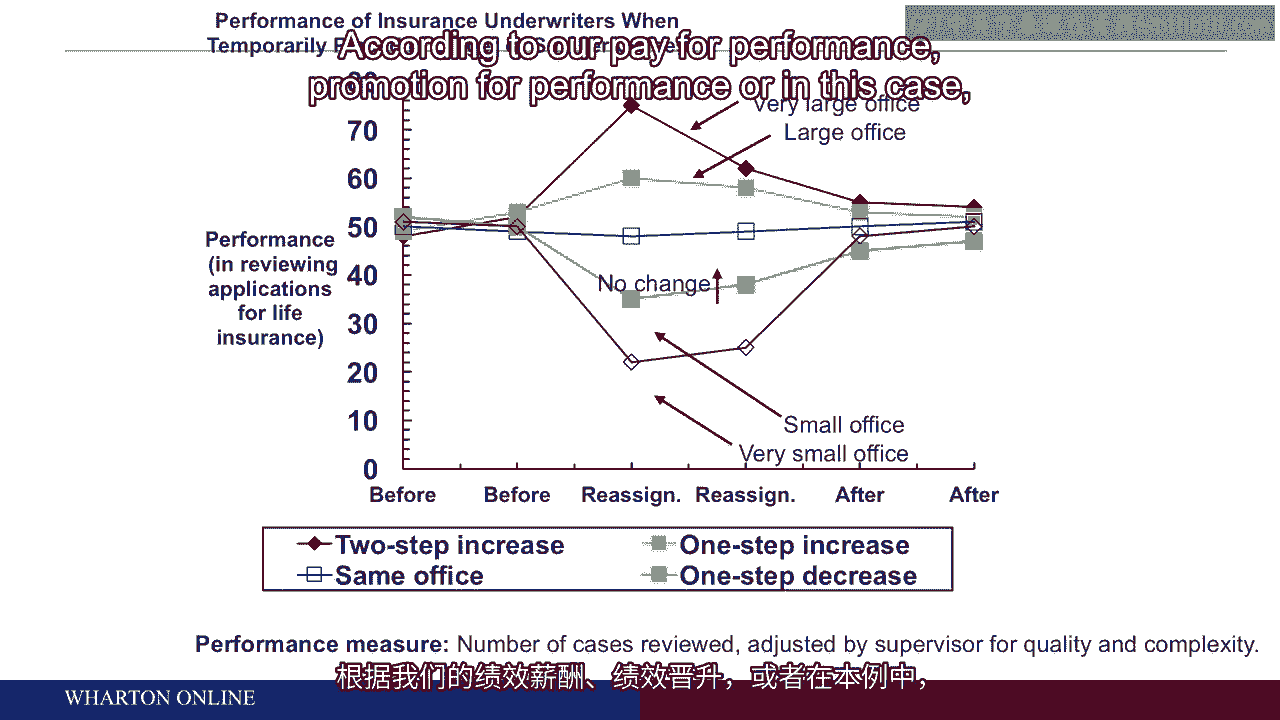 Performance of Insurance Underwriters When
Temporarily
According to our pay for performance,
promotion for performance or in this case,
Very large office
Large office
70
60
50
40
30
20
10
0
Performance
(in reviewing
applications
for life
insurance)
No change
Small office
Very small office
Before Before Reassign. Reassign. After After
Two-step increase One-step increase
Same office One-step decrease
Performance measure: Number of cases reviewed, adjusted by supervisor for quality and complexity.
根据我们的绩效薪酬、绩效晋升，或者在本例中，
WHARTON ONLINE